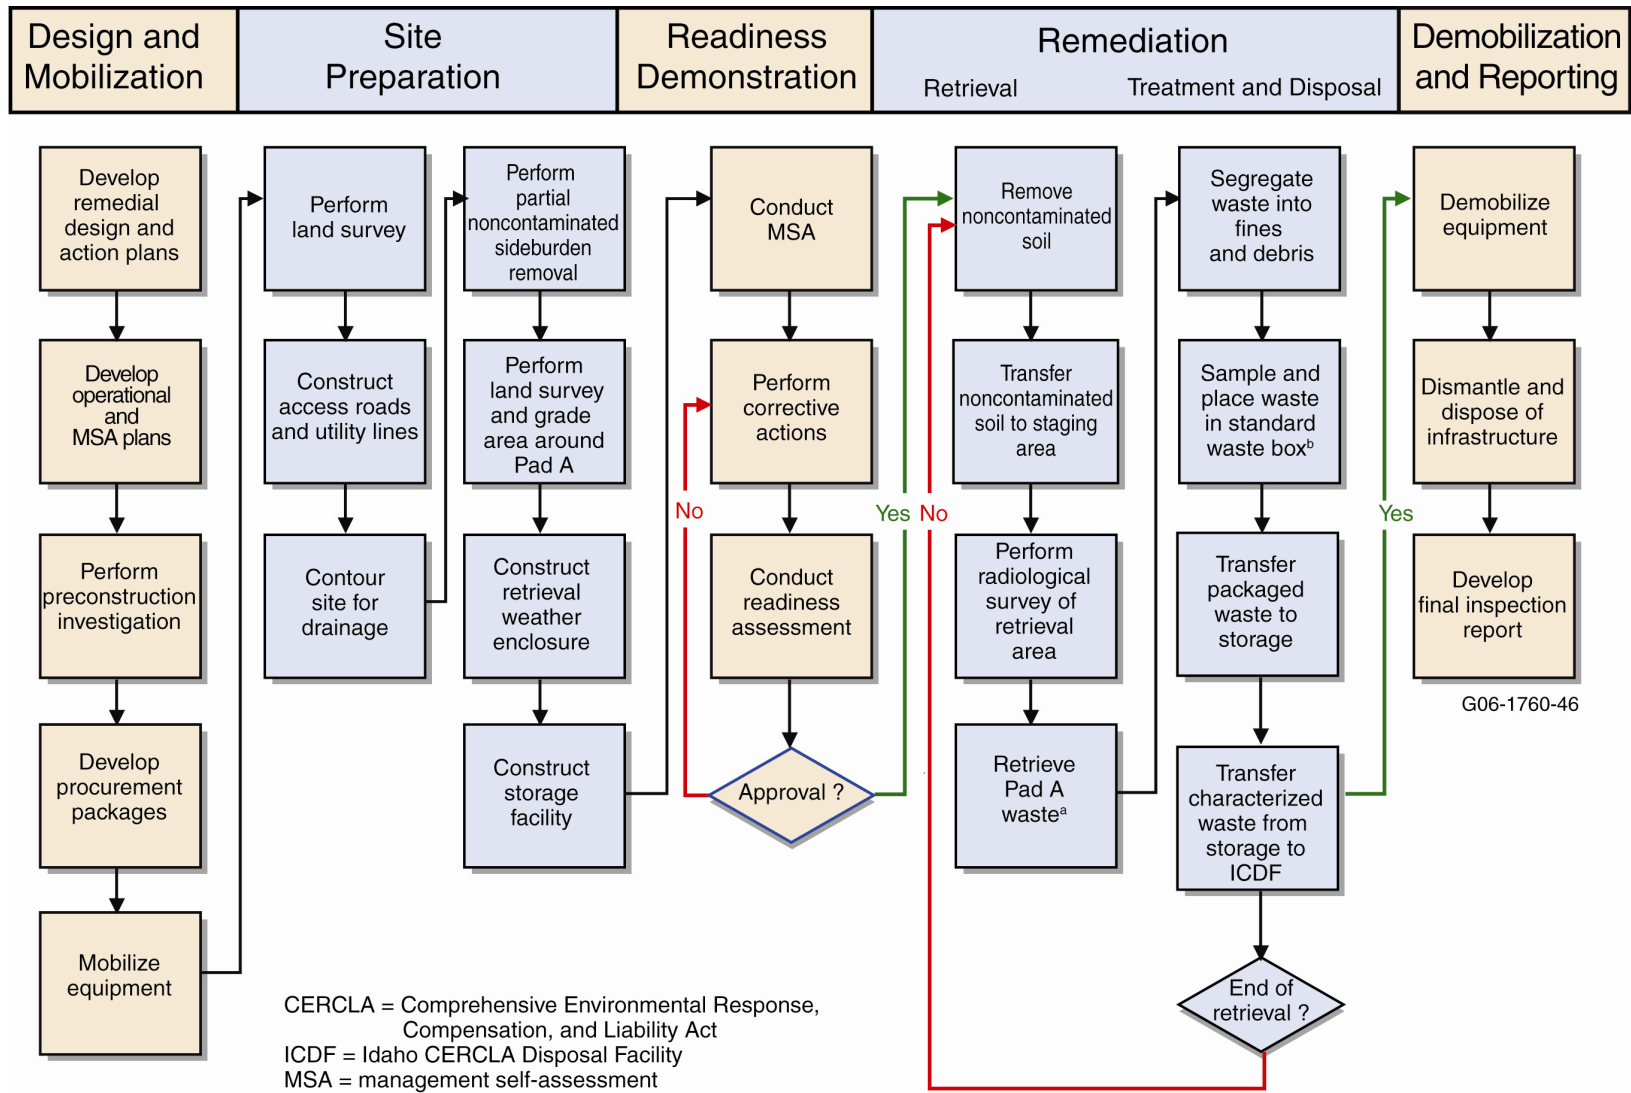 Design and
Mobilization
Site
Preparation
Readiness
Demonstration
Remediation
Retrieval
Treatment and Disposal
Demobilization
and Reporting
Develop
remedial
design and
action plans
Develop
operational
and
MSA plans
Perform
preconstruction
investigation
Develop
procurement
packages
Mobilize
equipment
Perform
land survey
Construct
access roads
and utility lines
Contour
site for
drainage
Perform
partial
noncontaminated
sideburden
removal
Perform
land survey
and grade
area around
Pad A
Construct
retrieval
weather
enclosure
Construct
storage
facility
Conduct
MSA
Perform
corrective
actions
No
Conduct
readiness
assessment
Approval ?
Yes
No
Remove
noncontaminated
soil
Transfer
noncontaminated
soil to staging
area
Perform
radiological
survey of
retrieval
area
Retrieve
Pad A
wasteᵃ
Segregate
waste into
fines
and debris
Sample and
place waste
in standard
waste boxᵇ
Transfer
packaged
waste to
storage
Transfer
characterized
waste from
storage to
ICDF
End of
retrieval ?
Yes
Demobilize
equipment
Dismantle and
dispose of
infrastructure
Develop
final inspection
report
G06-1760-46
CERCLA = Comprehensive Environmental Response,
Compensation, and Liability Act
ICDF = Idaho CERCLA Disposal Facility
MSA = management self-assessment